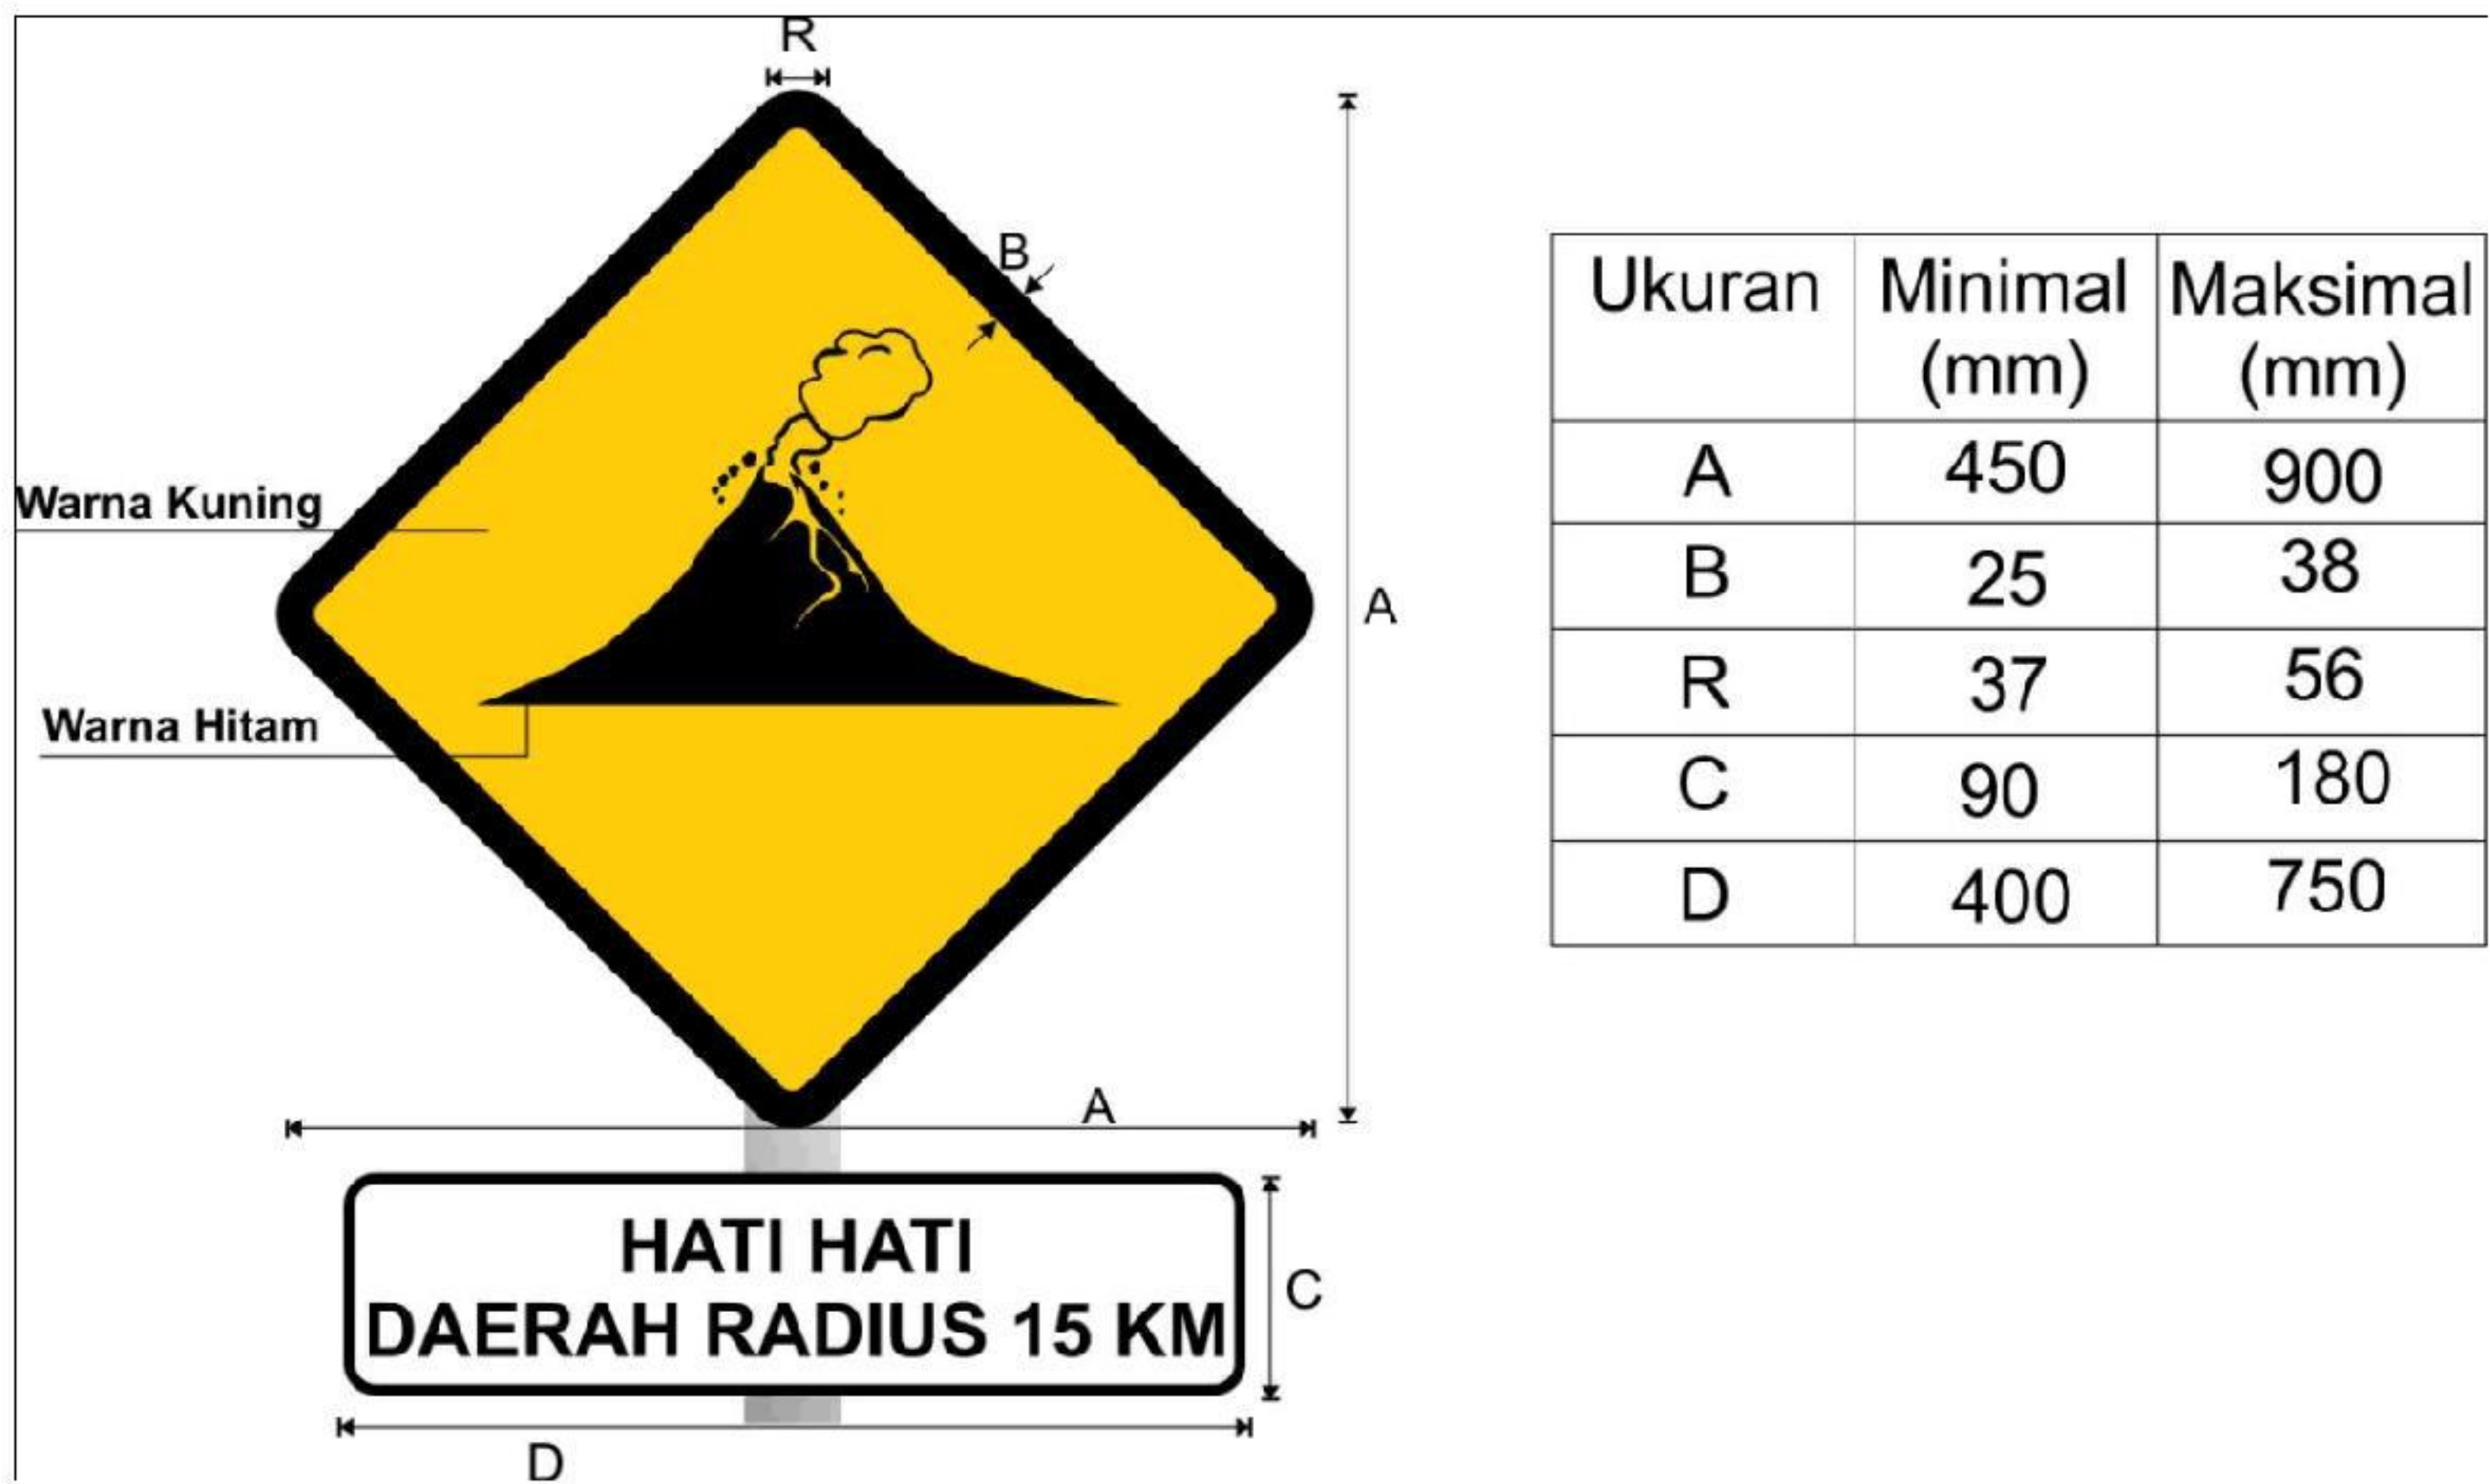 R
B
A
Warna Kuning
Warna Hitam
A
HATI HATI
DAERAH RADIUS 15 KM
C
D
Ukuran Minimal (mm) Maksimal (mm)
A 450 900
B 25 38
R 37 56
C 90 180
D 400 750